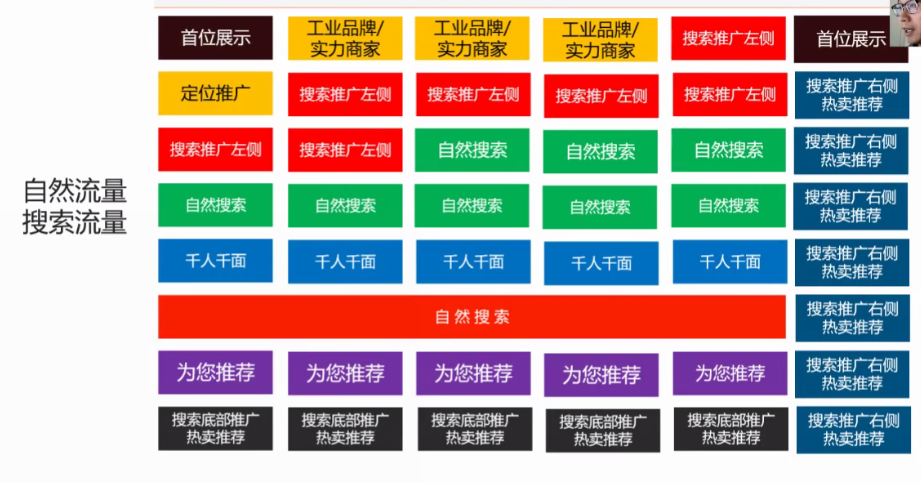 首位展示
工业品牌/
实力商家
工业品牌/
实力商家
工业品牌/
实力商家
搜索推广左侧
首位展示
定位推广
搜索推广左侧
搜索推广左侧
搜索推广左侧
搜索推广左侧
搜索推广右侧
热卖推荐
搜索推广左侧
搜索推广左侧
自然搜索
自然搜索
自然搜索
搜索推广右侧
热卖推荐
自然流量
搜索流量
自然搜索
自然搜索
自然搜索
自然搜索
自然搜索
搜索推广右侧
热卖推荐
千人千面
千人千面
千人千面
千人千面
千人千面
搜索推广右侧
热卖推荐
自然搜索
搜索推广右侧
热卖推荐
为您推荐
为您推荐
为您推荐
为您推荐
为您推荐
搜索推广右侧
热卖推荐
搜索底部推广
热卖推荐
搜索底部推广
热卖推荐
搜索底部推广
热卖推荐
搜索底部推广
热卖推荐
搜索底部推广
热卖推荐
搜索推广右侧
热卖推荐